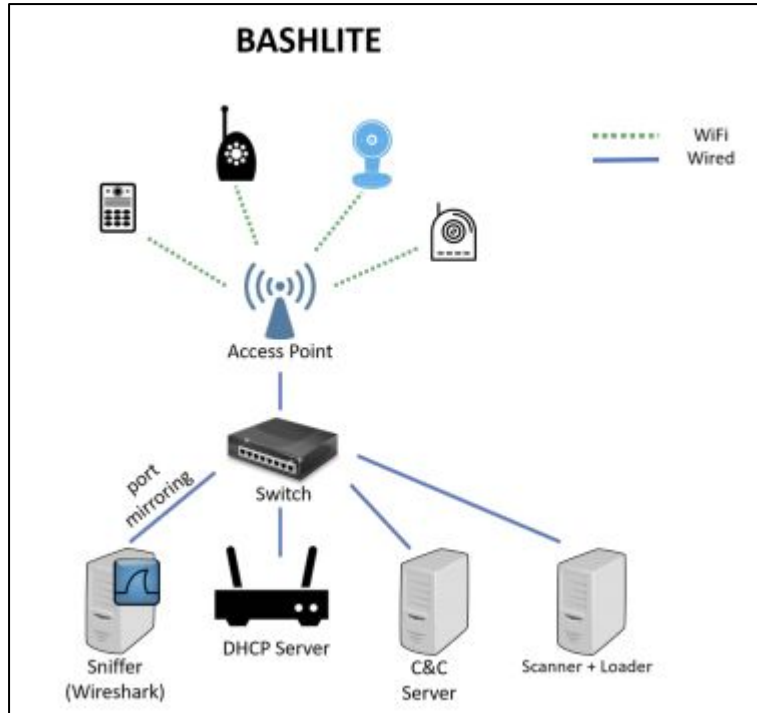 BASHLITE
WiFi
Wired
Access Point
Switch
port
mirroring
Sniffer
(Wireshark)
DHCP Server
C&C
Server
Scanner + Loader